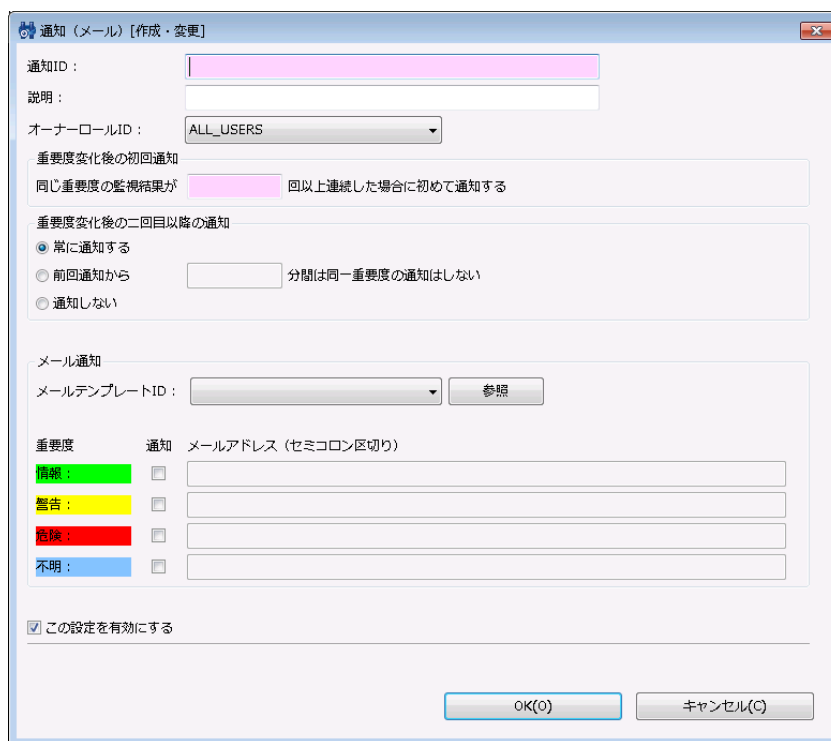 通知（メール）[作成・変更]
通知ID：
説明：
オーナーロールID： ALL_USERS
重要度変化後の初回通知
同じ重要度の監視結果が 回以上連続した場合に初めて通知する
重要度変化後の二回目以降の通知
常に通知する
前回通知から 分間は同一重要度の通知はしない
通知しない
メール通知
メールテンプレートID： 参照
重要度 通知 メールアドレス（セミコロン区切り）
情報：
警告：
危険：
不明：
この設定を有効にする
OK(O) キャンセル(C)